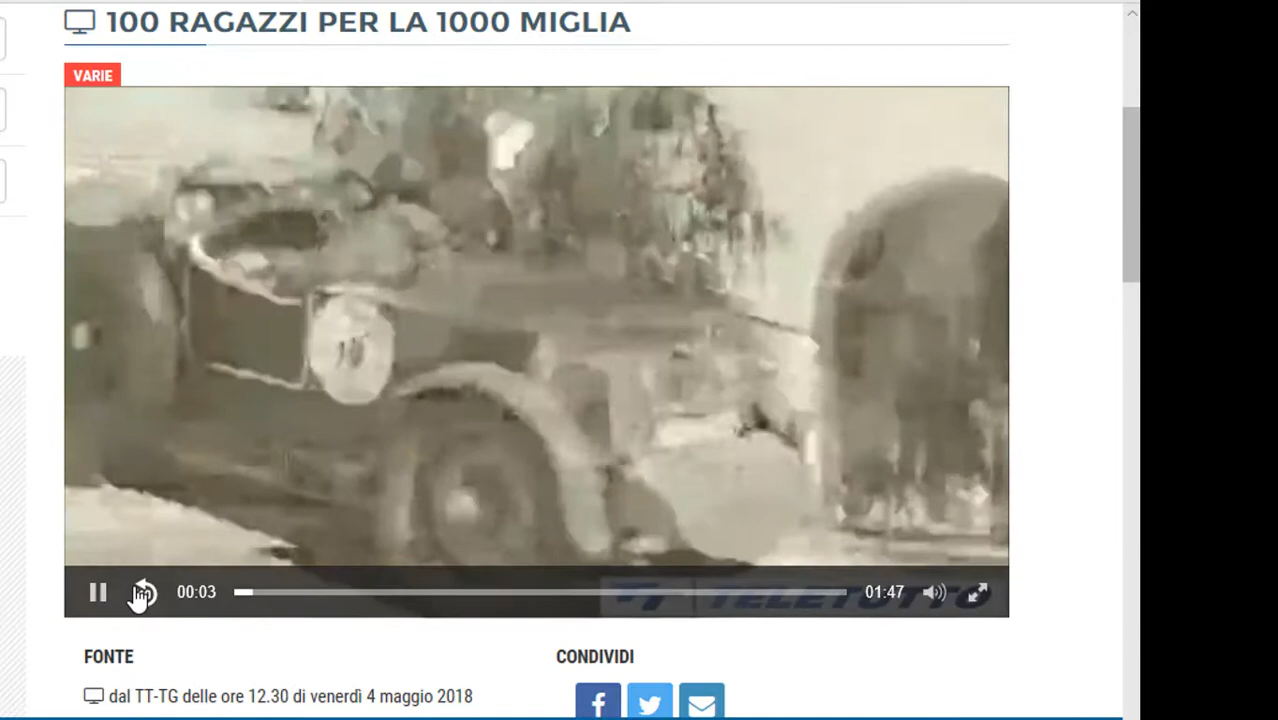 100 RAGAZZI PER LA 1000 MIGLIA
VARIE
00:03
01:47
TT | TELETUTTO
FONTE
CONDIVIDI
dal TT-TG delle ore 12.30 di venerdì 4 maggio 2018